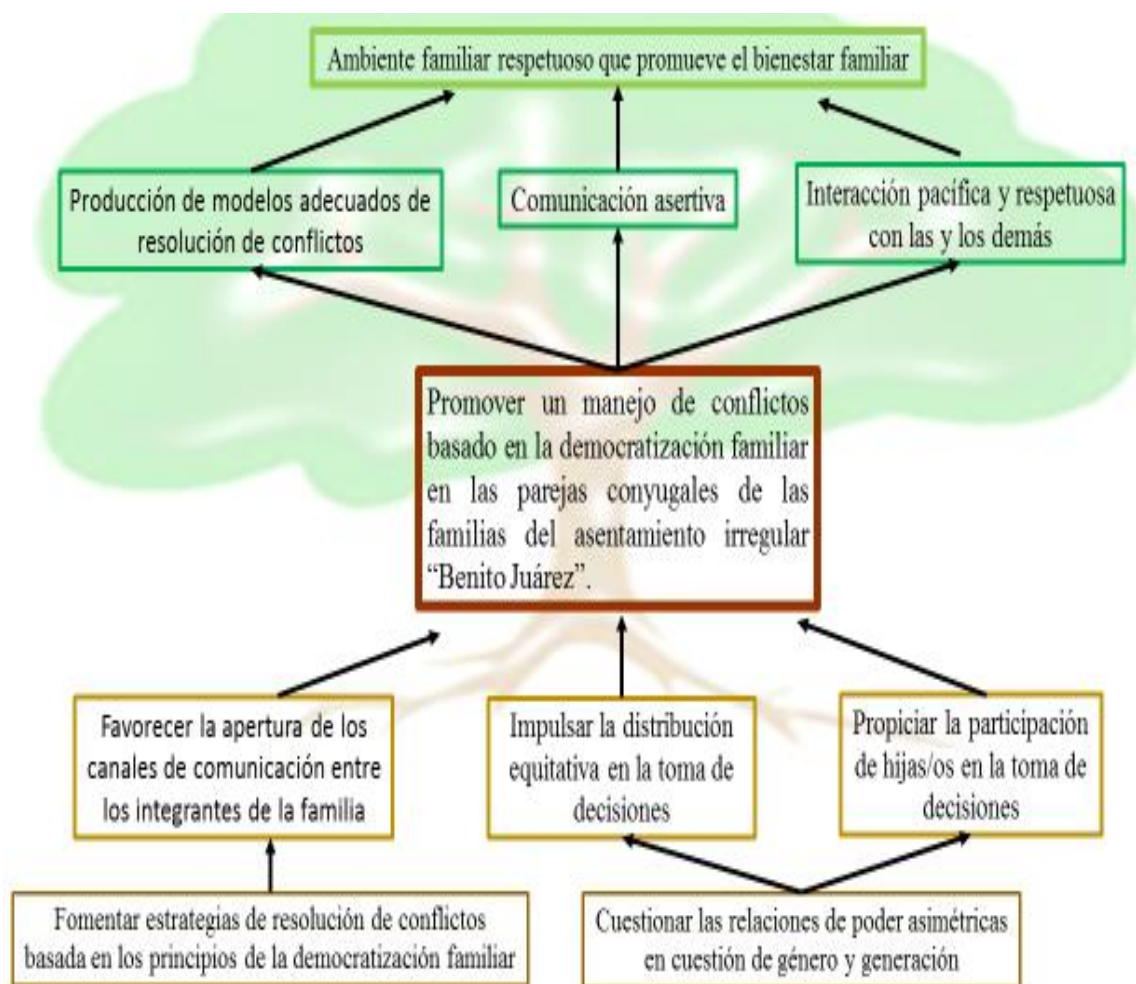 Ambiente familiar respetuoso que promueve el bienestar familiar
Producción de modelos adecuados de
resolución de conflictos
Comunicación asertiva
Interacción pacífica y respetuosa
con las y los demás
Promover un manejo de conflictos
basado en la democratización familiar
en las parejas conyugales de las
familias del asentamiento irregular
“Benito Juárez”.
Favorecer la apertura de los
canales de comunicación entre
los integrantes de la familia
Impulsar la distribución
equitativa en la toma de
decisiones
Propiciar la participación
de hijas/os en la toma de
decisiones
Fomentar estrategias de resolución de conflictos
basada en los principios de la democratización familiar
Cuestionar las relaciones de poder asimétricas
en cuestión de género y generación